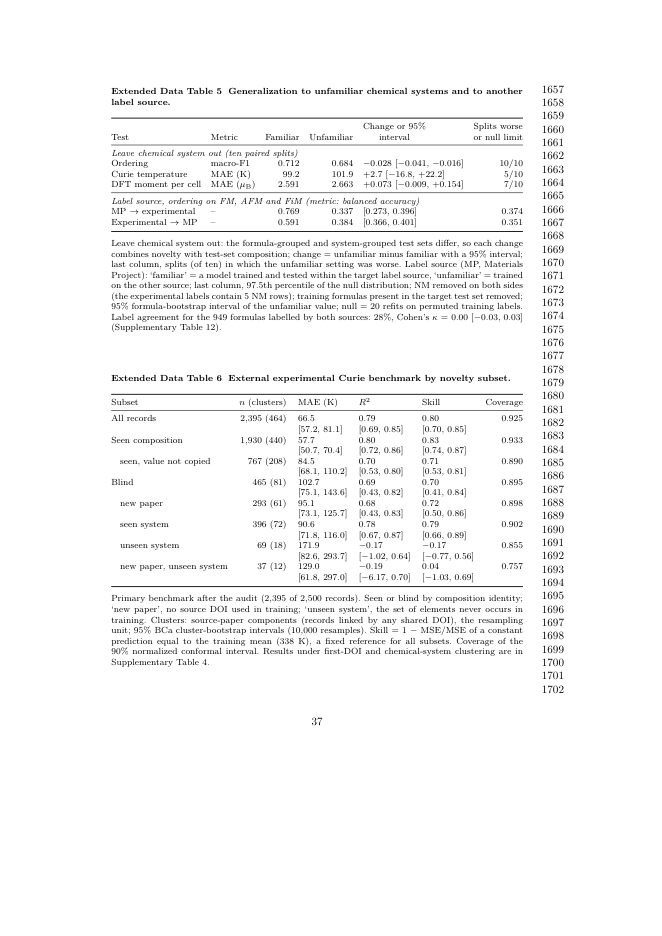 Extended Data Table 5 Generalization to unfamiliar chemical systems and to another
label source.
Change or 95% Splits worse
Test Metric Familiar Unfamiliar interval or null limit
Leave chemical system out (ten paired splits)
Ordering macro-F1 0.712 0.684 −0.028 [−0.041, −0.016] 10/10
Curie temperature MAE (K) 99.2 101.9 +2.7 [−16.8, +22.2] 5/10
DFT moment per cell MAE (μB) 2.591 2.663 +0.073 [−0.009, +0.154] 7/10
Label source, ordering on FM, AFM and FiM (metric: balanced accuracy)
MP → experimental – 0.769 0.337 [0.273, 0.396] 0.374
Experimental → MP – 0.591 0.384 [0.366, 0.401] 0.351
Leave chemical system out: the formula-grouped and system-grouped test sets differ, so each change
combines novelty with test-set composition; change = unfamiliar minus familiar with a 95% interval;
last column, splits (of ten) in which the unfamiliar setting was worse. Label source (MP, Materials
Project): ‘familiar’ = a model trained and tested within the target label source, ‘unfamiliar’ = trained
on the other source; last column, 97.5th percentile of the null distribution; NM removed on both sides
(the experimental labels contain 5 NM rows); training formulas present in the target test set removed;
95% formula-bootstrap interval of the unfamiliar value; null = 20 refits on permuted training labels.
Label agreement for the 949 formulas labelled by both sources: 28%, Cohen’s κ = 0.00 [−0.03, 0.03]
(Supplementary Table 12).
Extended Data Table 6 External experimental Curie benchmark by novelty subset.
Subset n (clusters) MAE (K) R² Skill Coverage
All records 2,395 (464) 66.5 0.79 0.80 0.925
[57.2, 81.1] [0.69, 0.85] [0.70, 0.85]
Seen composition 1,930 (440) 57.7 0.80 0.83 0.933
[50.7, 70.4] [0.72, 0.86] [0.74, 0.87]
seen, value not copied 767 (208) 84.5 0.70 0.71 0.890
[68.1, 110.2] [0.53, 0.80] [0.53, 0.81]
Blind 465 (81) 102.7 0.69 0.70 0.895
[75.1, 143.6] [0.43, 0.82] [0.41, 0.84]
new paper 293 (61) 95.1 0.68 0.72 0.898
[73.1, 125.7] [0.43, 0.83] [0.50, 0.86]
seen system 396 (72) 90.6 0.78 0.79 0.902
[71.8, 116.0] [0.67, 0.87] [0.66, 0.89]
unseen system 69 (18) 171.9 −0.17 −0.17 0.855
[82.6, 293.7] [−1.02, 0.64] [−0.77, 0.56]
new paper, unseen system 37 (12) 129.0 −0.19 0.04 0.757
[61.8, 297.0] [−6.17, 0.70] [−1.03, 0.69]
Primary benchmark after the audit (2,395 of 2,500 records). Seen or blind by composition identity;
‘new paper’, no source DOI used in training; ‘unseen system’, the set of elements never occurs in
training. Clusters: source-paper components (records linked by any shared DOI), the resampling
unit; 95% BCa cluster-bootstrap intervals (10,000 resamples). Skill = 1 − MSE/MSE of a constant
prediction equal to the training mean (338 K), a fixed reference for all subsets. Coverage of the
90% normalized conformal interval. Results under first-DOI and chemical-system clustering are in
Supplementary Table 4.
37
1657
1658
1659
1660
1661
1662
1663
1664
1665
1666
1667
1668
1669
1670
1671
1672
1673
1674
1675
1676
1677
1678
1679
1680
1681
1682
1683
1684
1685
1686
1687
1688
1689
1690
1691
1692
1693
1694
1695
1696
1697
1698
1699
1700
1701
1702